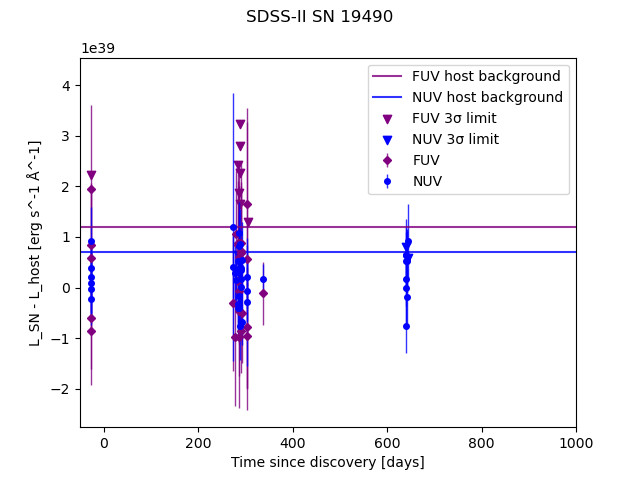 SDSS-II SN 19490
1e39
FUV host background
NUV host background
FUV 3σ limit
NUV 3σ limit
FUV
NUV
4
3
2
1
0
−1
−2
L_SN - L_host [erg s^-1 Å^-1]
0 200 400 600 800 1000
Time since discovery [days]